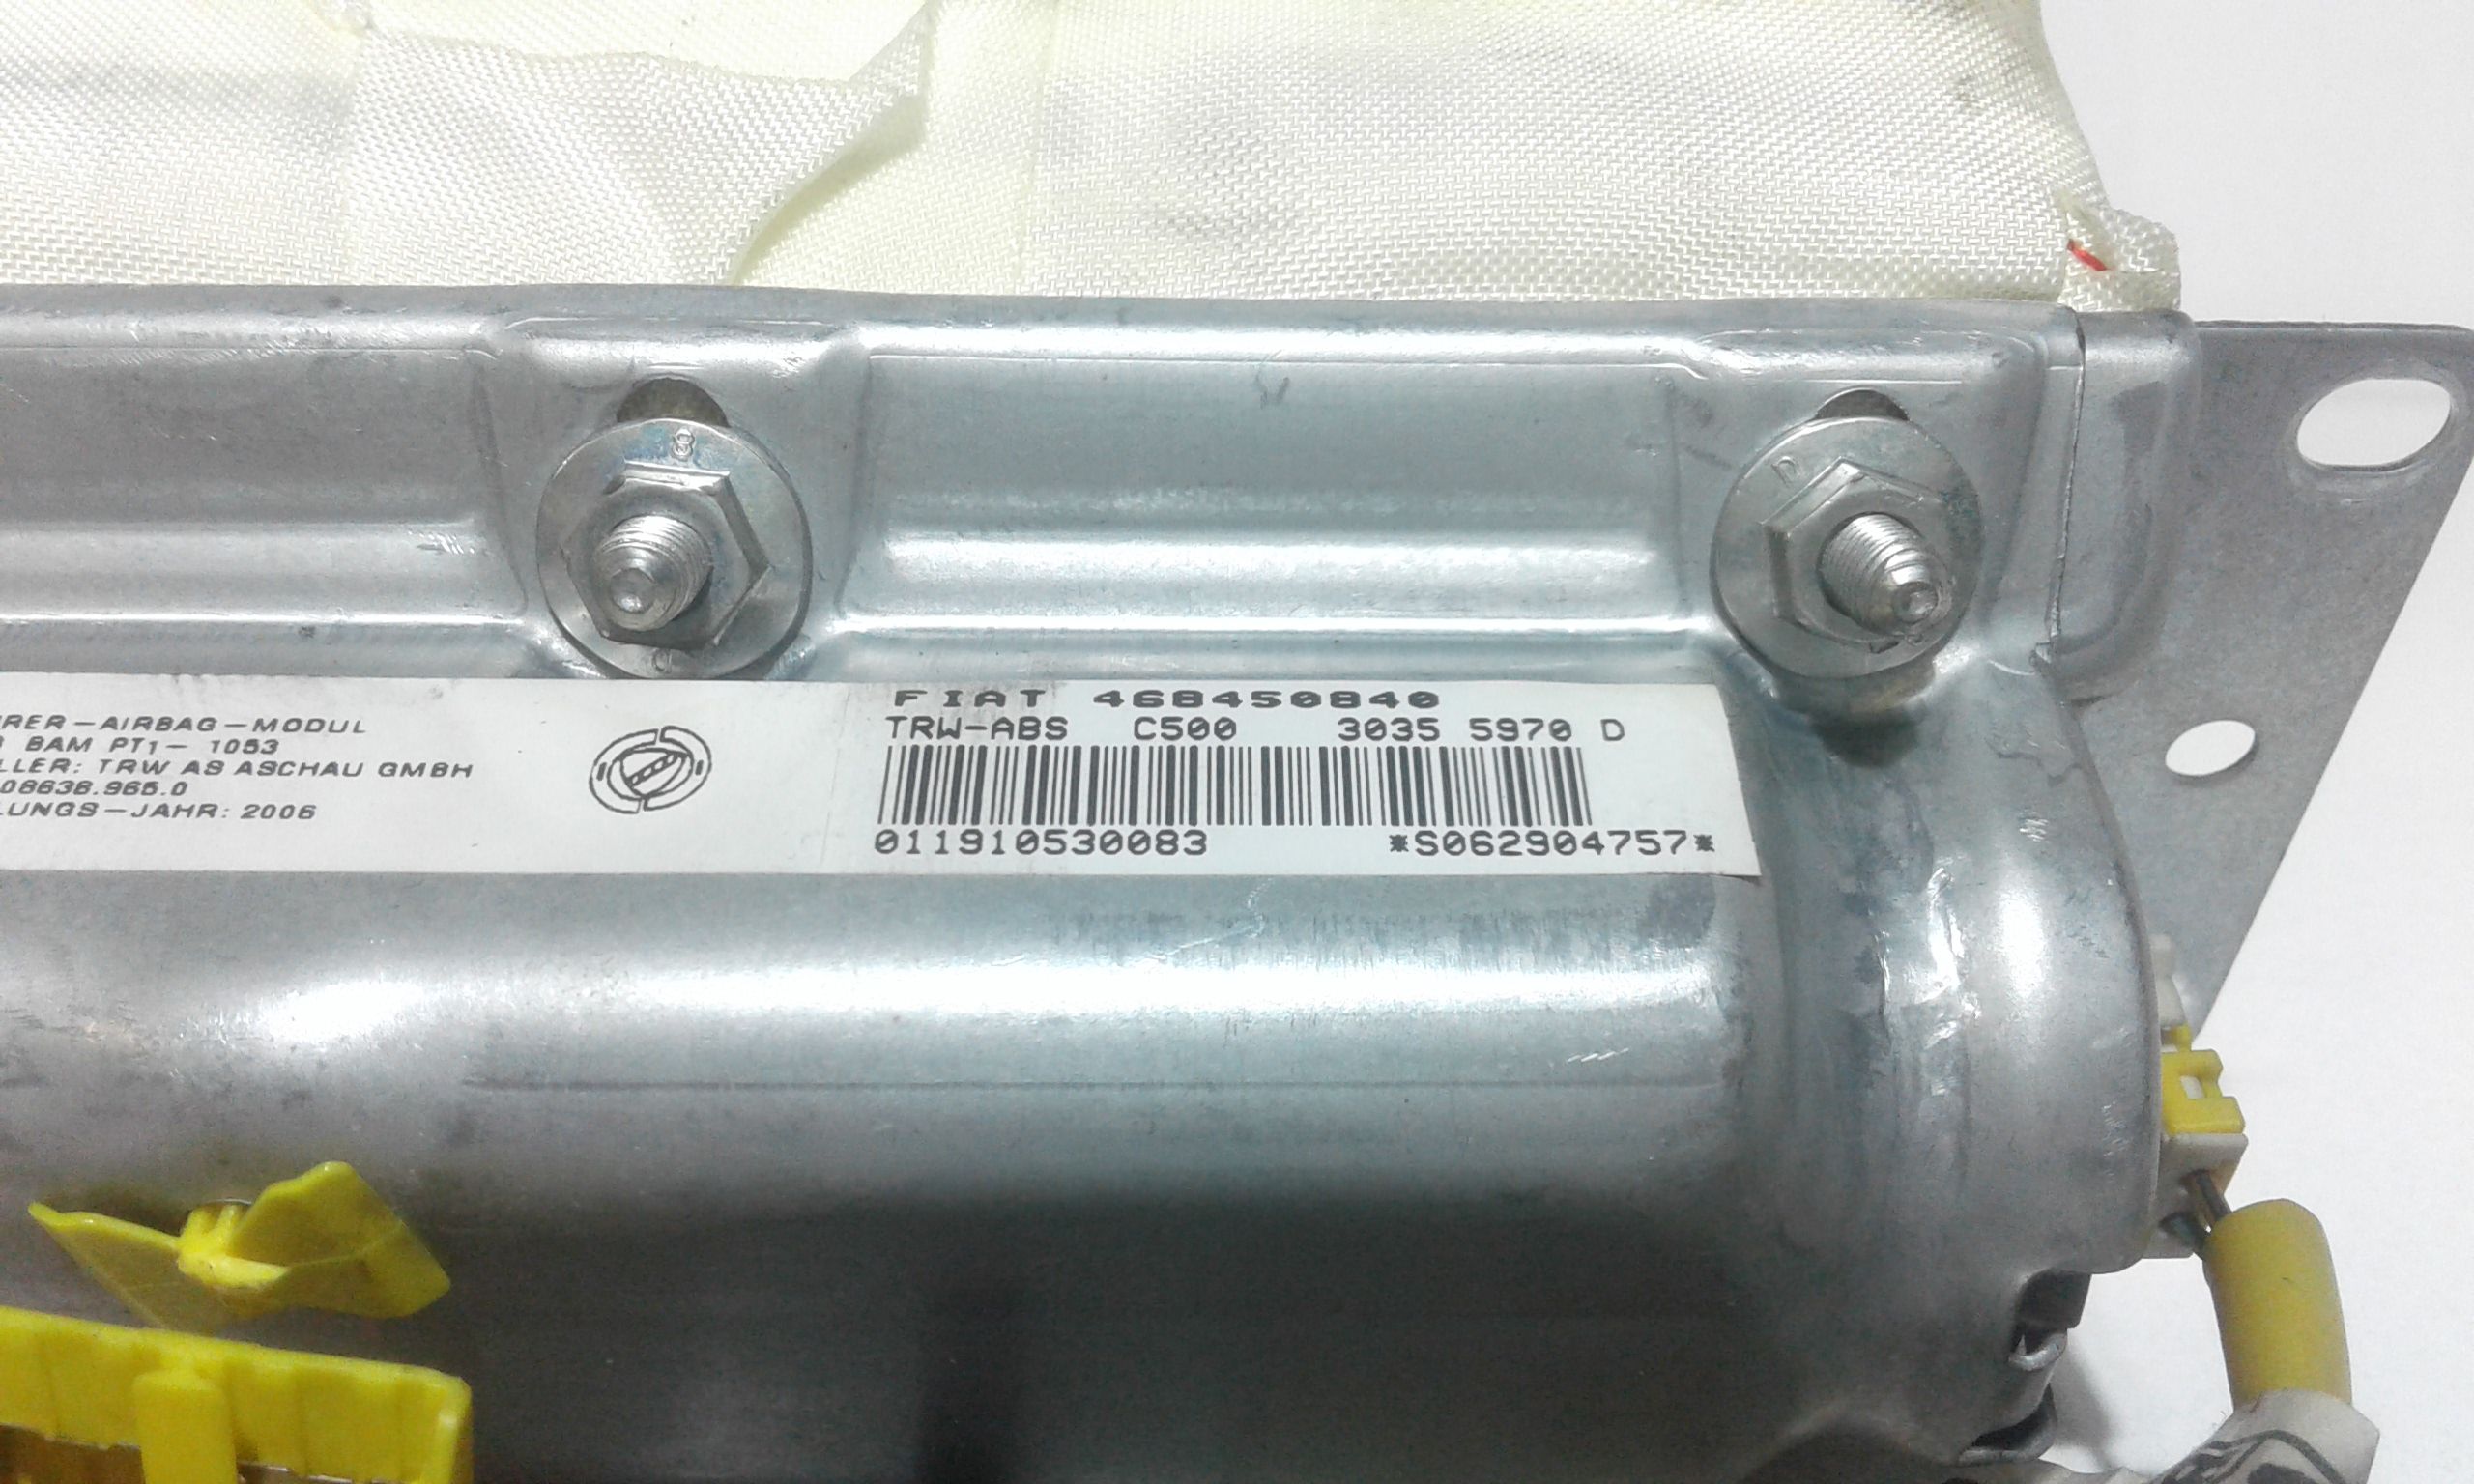 RER-AIRBAG-MODUL
BAM PT1- 1053
LLER: TRW AS ASCHAU GMBH
08638.965.0
LUNGS-JAHR: 2006
FIAT 468450840
TRW-ABS C500 3035 5970 D
011910530083 *S062904757*
8
D